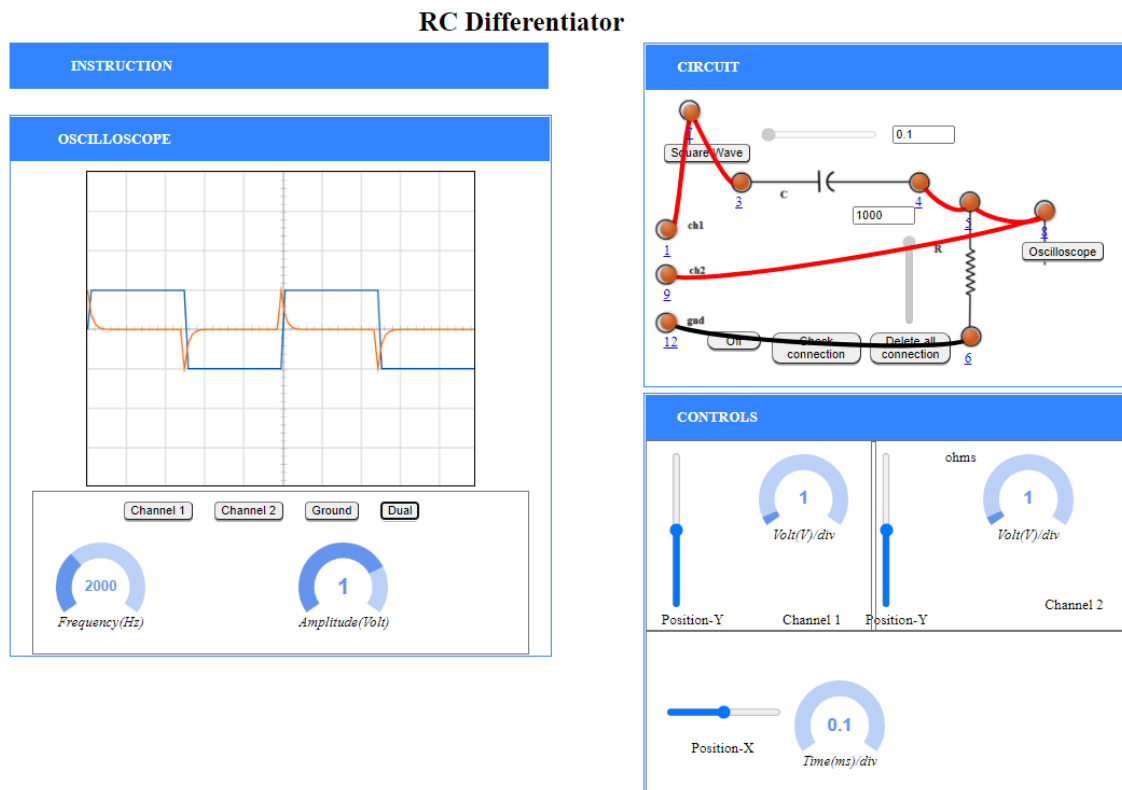 RC Differentiator
INSTRUCTION
OSCILLOSCOPE
Channel 1
Channel 2
Ground
Dual
2000
Frequency(Hz)
1
Amplitude(Volt)
CIRCUIT
7
0.1
Square Wave
3
C
4
5
8
1000
ch1
1
R
Oscilloscope
ch2
9
gnd
12
Off
Check
connection
Delete all
connection
6
CONTROLS
1
Volt(V)/div
Position-Y
Channel 1
ohms
1
Volt(V)/div
Position-Y
Channel 2
Position-X
0.1
Time(ms)/div